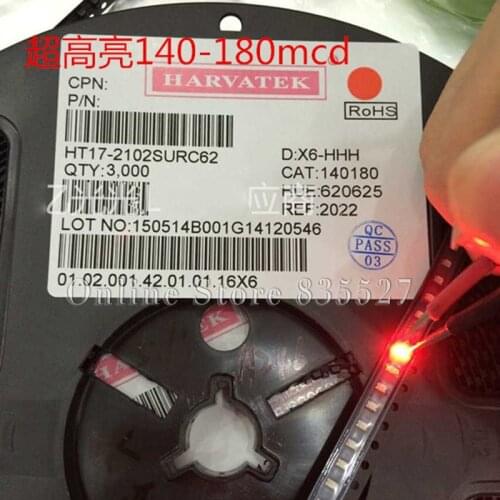 超高亮140-180mcd
HARVATEK
CPN:
P/N:
RoHS
HT17-2102SURC62
D:X6-HHH
QTY:3,000
CAT:140180
HUE:620625
REF:2022
LOT NO:150514B001G14120546
QC
PASS
03
01.02.001.42.01.01.16X6
Online Store 835527
HARVATEK